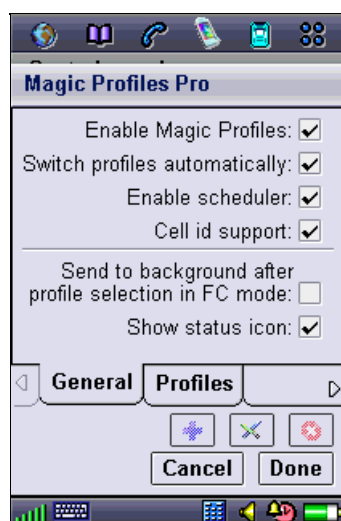 Magic Profiles Pro
Enable Magic Profiles:
Switch profiles automatically:
Enable scheduler:
Cell id support:
Send to background after
profile selection in FC mode:
Show status icon:
General Profiles
Cancel Done